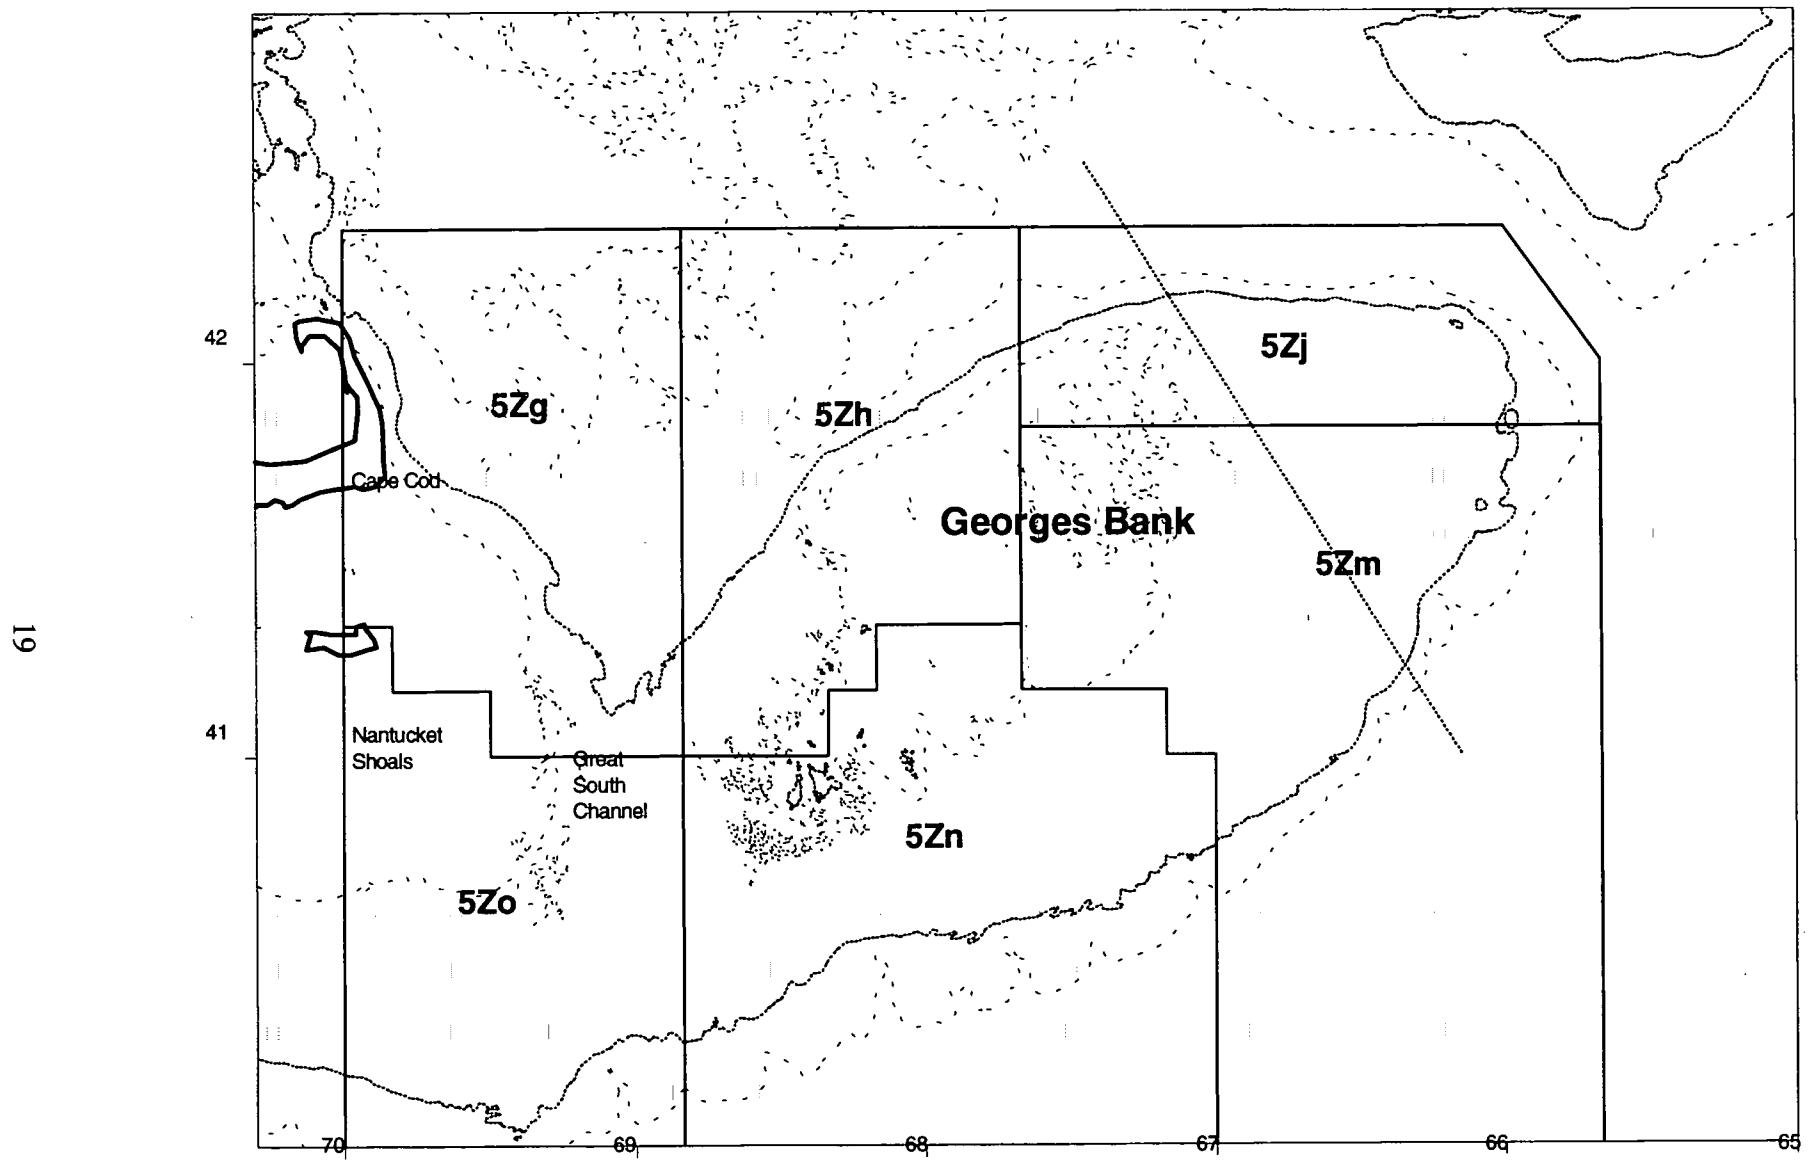 42
5Zj
5Zg
5Zh
Cape Cod
Georges Bank
5Zm
19
41
Nantucket
Shoals
Great
South
Channel
5Zn
5Zo
70
69
68
67
66
65